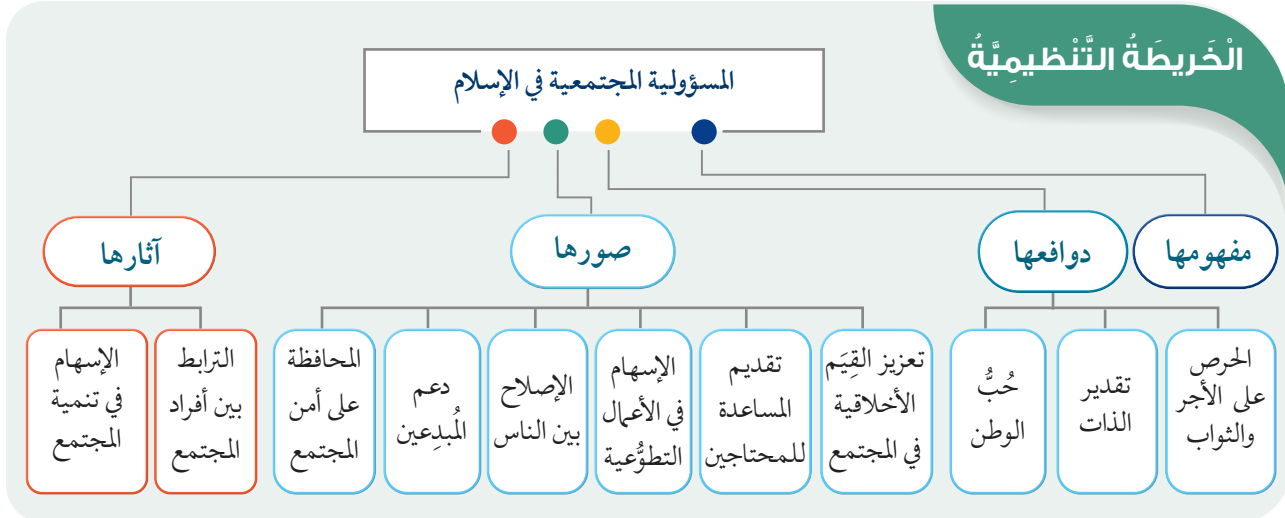 الْخَريطَةُ التَّنْظيمِيَّةُ
المسؤولية المجتمعية في الإسلام
مفهومها
دوافعها
صورها
آثارها
الحرص
على الأجر
والثواب
تقدير
الذات
حُبُّ
الوطن
تعزيز القِيَم
الأخلاقية
في المجتمع
تقديم
المساعدة
للمحتاجين
الإسهام
في الأعمال
التطوُّعية
الإصلاح
بين الناس
دعم
المُبدِعين
المحافظة
على أمن
المجتمع
الترابط
بين أفراد
المجتمع
الإسهام
في تنمية
المجتمع